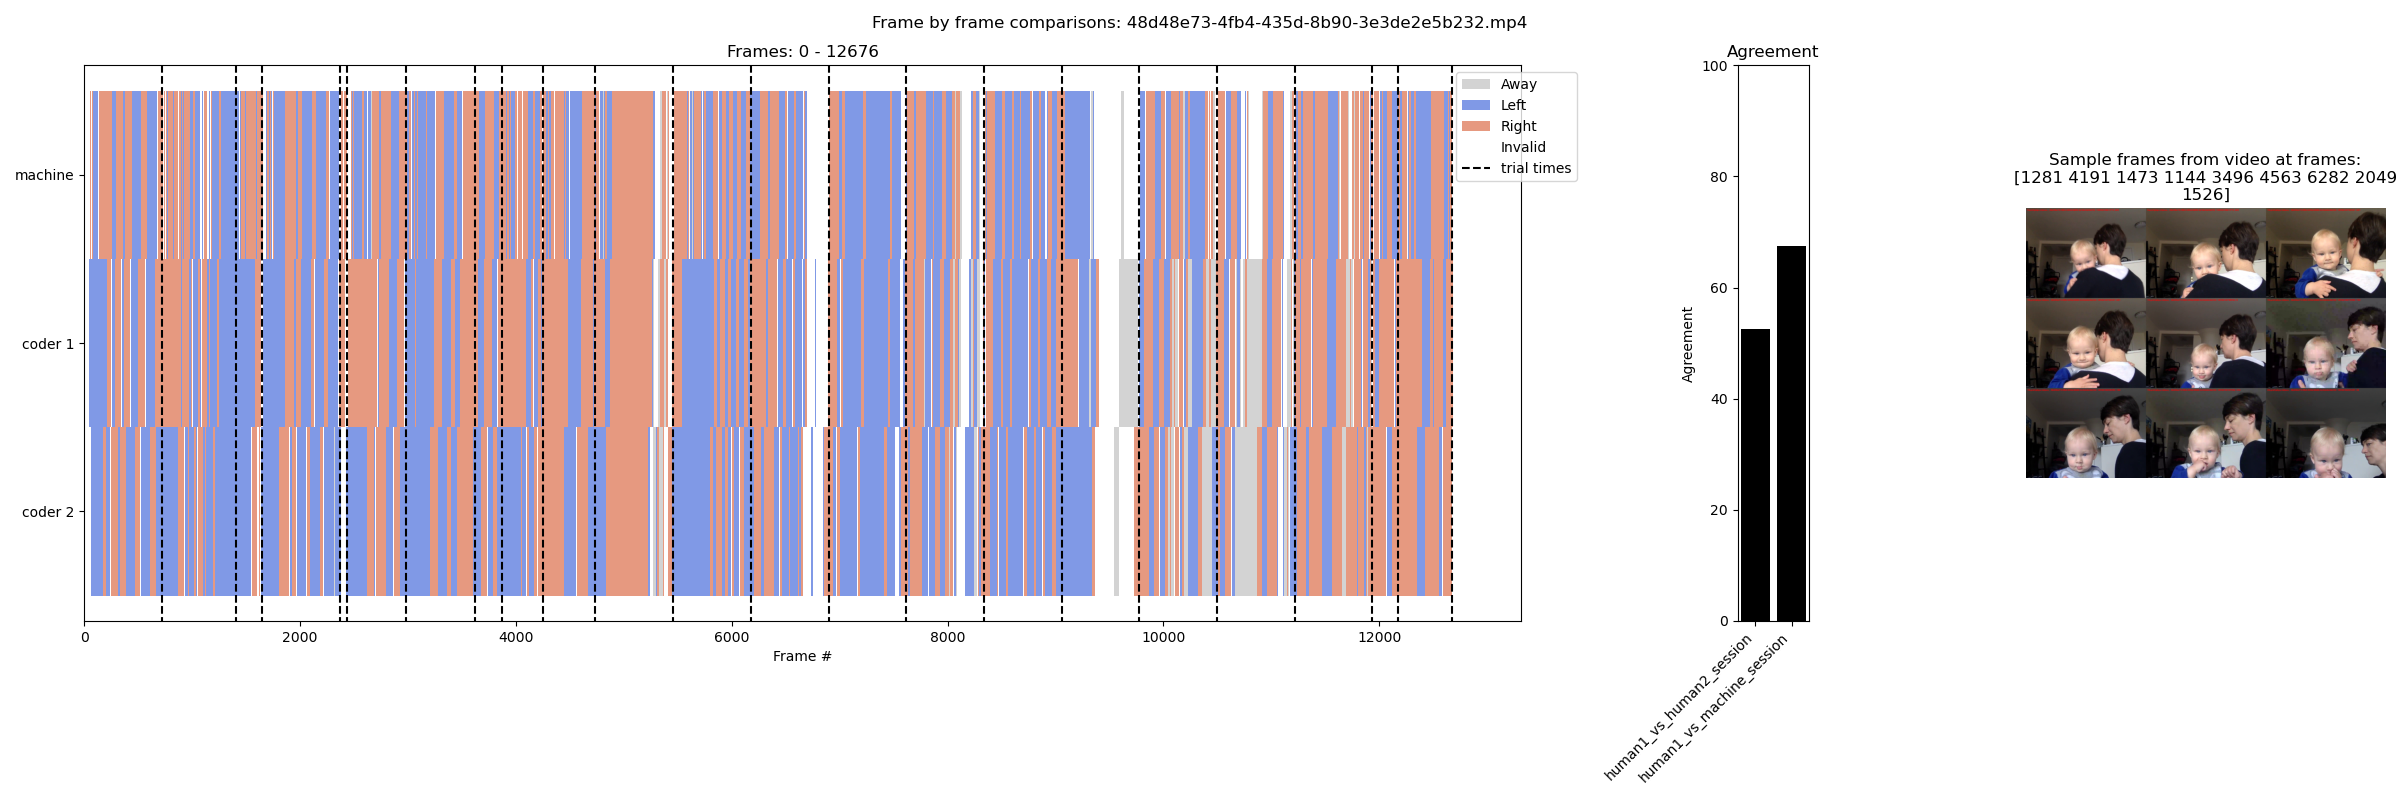 Frame by frame comparisons: 48d48e73-4fb4-435d-8b90-3e3de2e5b232.mp4
Frames: 0 - 12676
machine
coder 1
coder 2
0
2000
4000
6000
8000
10000
12000
Frame #
Away
Left
Right
Invalid
trial times
Agreement
Agreement
100
80
60
40
20
0
human1_vs_human2_session
human1_vs_machine_session
Sample frames from video at frames:
[1281 4191 1473 1144 3496 4563 6282 2049
1526]